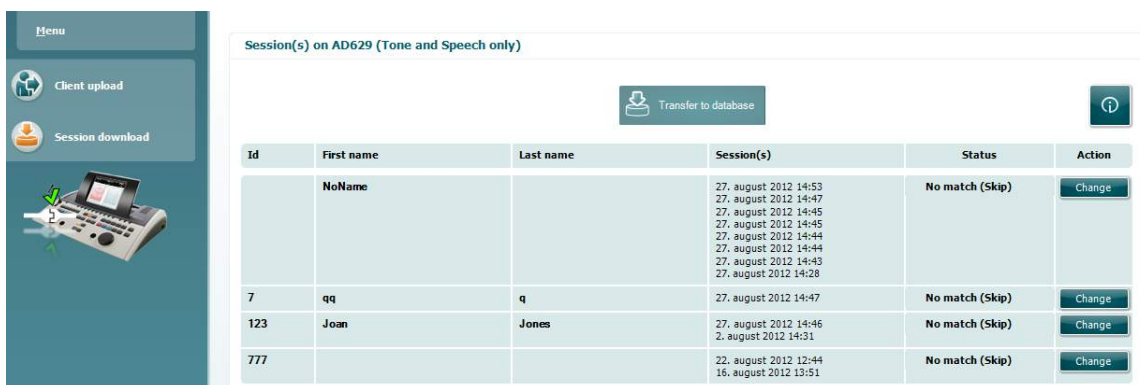 Menu
Client upload
Session download
Session(s) on AD629 (Tone and Speech only)
Transfer to database
Id First name Last name Session(s) Status Action
NoName 27. august 2012 14:53 No match (Skip) Change
27. august 2012 14:47
27. august 2012 14:45
27. august 2012 14:45
27. august 2012 14:44
27. august 2012 14:44
27. august 2012 14:43
27. august 2012 14:28
7 qq q 27. august 2012 14:47 No match (Skip) Change
123 Joan Jones 27. august 2012 14:46 No match (Skip) Change
2. august 2012 14:31
777 22. august 2012 12:44 No match (Skip) Change
16. august 2012 13:51